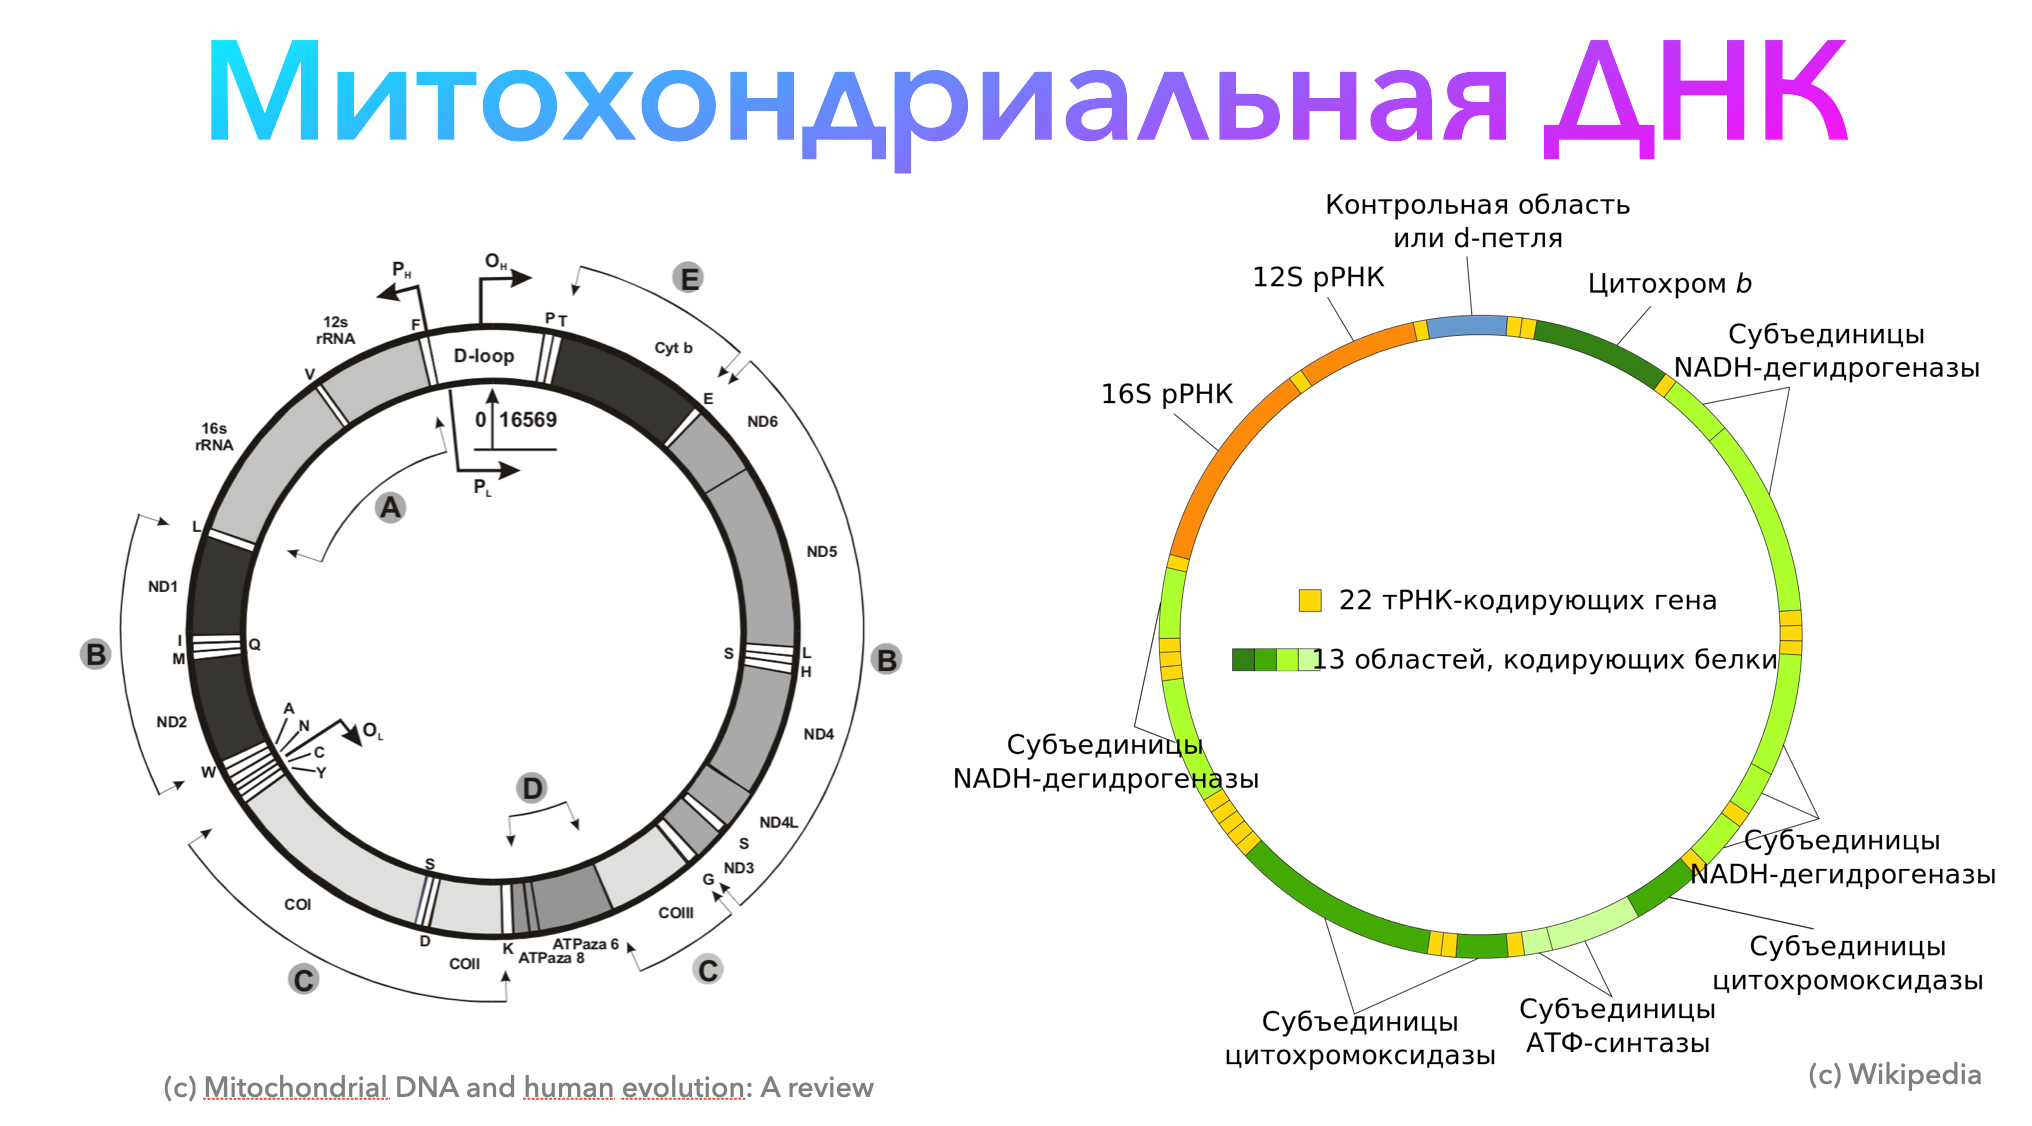 Митохондриальная ДНК
P_H
O_H
E
12s
rRNA
F
P T
D-loop
Cyt b
V
E
0 16569
ND6
16s
rRNA
P_L
A
L
ND5
ND1
B
I
M
Q
S
L
H
B
ND2
A
N
C
Y
O_L
W
ND4
D
ND4L
S
ND3
G
COI
S
COIII
D
K
ATPaza 6
ATPaza 8
COII
C
C
(c) Mitochondrial DNA and human evolution: A review
Контрольная область
или d-петля
12S рРНК
Цитохром b
Субъединицы
NADH-дегидрогеназы
16S рРНК
22 тРНК-кодирующих гена
13 областей, кодирующих белки
Субъединицы
NADH-дегидрогеназы
Субъединицы
NADH-дегидрогеназы
Субъединицы
цитохромоксидазы
Субъединицы
АТФ-синтазы
Субъединицы
цитохромоксидазы
(c) Wikipedia